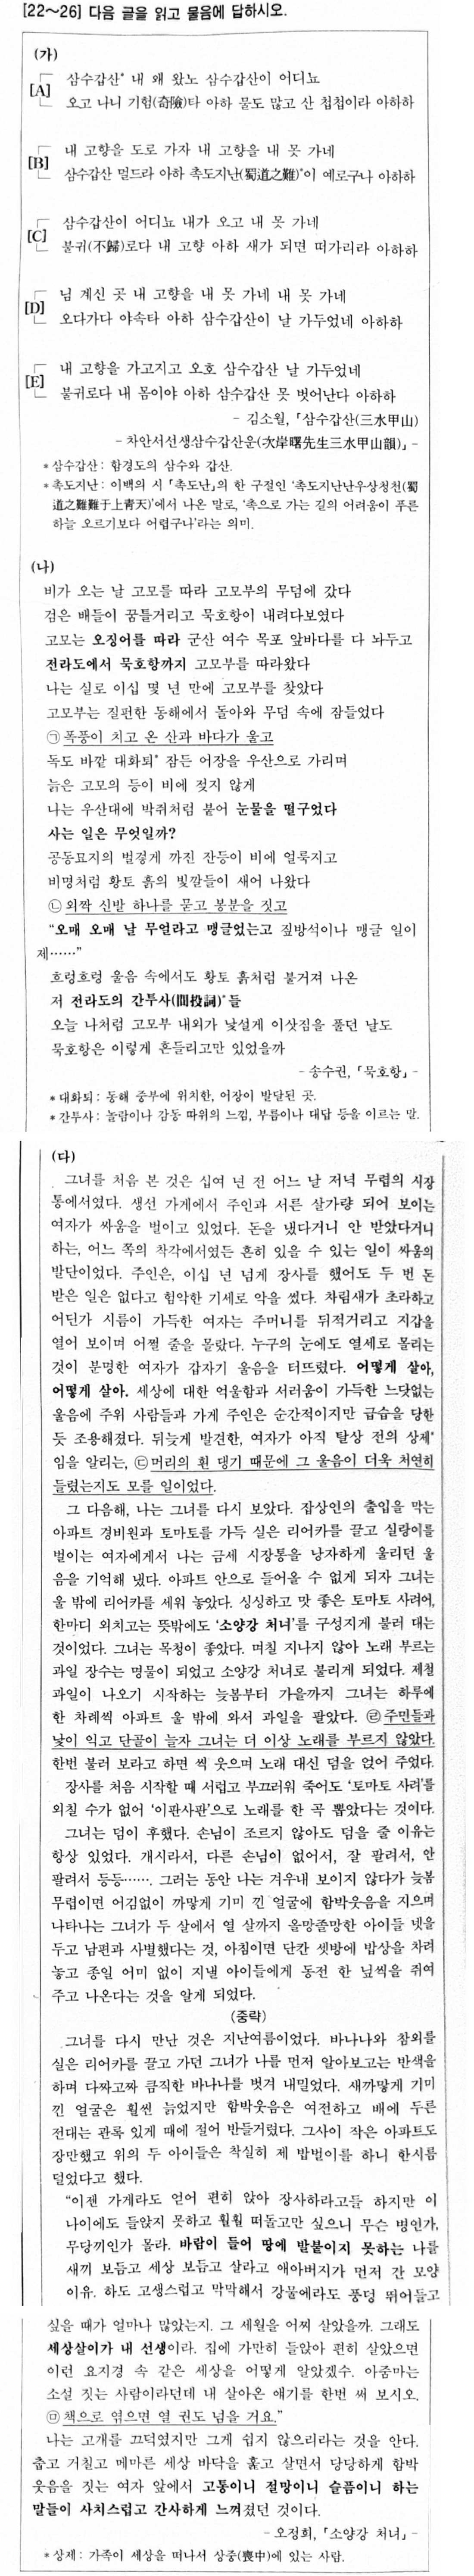 [22~26] 다음 글을 읽고 물음에 답하시오.
(가)
[A]
삼수갑산* 내 왜 왔노 삼수갑산이 어디뇨
오고 나니 기험(奇險)타 아하 물도 많고 산 첩첩이라 아하하
[B]
내 고향을 도로 가자 내 고향을 내 못 가네
삼수갑산 멀드라 아하 촉도지난(蜀道之難)*이 예로구나 아하하
[C]
삼수갑산이 어디뇨 내가 오고 내 못 가네
불귀(不歸)로다 내 고향 아하 새가 되면 떠가리라 아하하
[D]
님 계신 곳 내 고향을 내 못 가네 내 못 가네
오다가다 야속타 아하 삼수갑산이 날 가두었네 아하하
[E]
내 고향을 가고지고 오호 삼수갑산 날 가두었네
불귀로다 내 몸이야 아하 삼수갑산 못 벗어난다 아하하
- 김소월, 「삼수갑산(三水甲山)
- 차안서선생삼수갑산운(次岸曙先生三水甲山韻)」 -
* 삼수갑산: 함경도의 삼수와 갑산.
* 촉도지난: 이백의 시 「촉도난」의 한 구절인 ‘촉도지난난우상청천(蜀
道之難難于上靑天)’에서 나온 말로, ‘촉으로 가는 길의 어려움이 푸른
하늘 오르기보다 어렵구나’라는 의미.
(나)
비가 오는 날 고모를 따라 고모부의 무덤에 갔다
검은 배들이 꿈틀거리고 묵호항이 내려다보였다
고모는 오징어를 따라 군산 여수 목포 앞바다를 다 놔두고
전라도에서 묵호항까지 고모부를 따라왔다
나는 실로 이십 몇 년 만에 고모부를 찾았다
고모부는 질펀한 동해에서 돌아와 무덤 속에 잠들었다
㉠ 폭풍이 치고 온 산과 바다가 울고
독도 바깥 대화퇴* 잠든 어장을 우산으로 가리며
늙은 고모의 등이 비에 젖지 않게
나는 우산대에 박쥐처럼 붙어 눈물을 떨구었다
사는 일은 무엇일까?
공동묘지의 벌겋게 까진 잔등이 비에 얼룩지고
비명처럼 황토 흙의 빛깔들이 새어 나왔다
㉡ 외짝 신발 하나를 묻고 봉분을 짓고
“오매 오매 날 무얼라고 맹글었는고 짚방석이나 맹글 일이
제……”
흐렁흐렁 울음 속에서도 황토 흙처럼 불거져 나온
저 전라도의 간투사(間投詞)*들
오늘 나처럼 고모부 내외가 낯설게 이삿짐을 풀던 날도
묵호항은 이렇게 흔들리고만 있었을까
- 송수권, 「묵호항」 -
* 대화퇴: 동해 중부에 위치한, 어장이 발달된 곳.
* 간투사: 놀람이나 감동 따위의 느낌, 부름이나 대답 등을 이르는 말.
(다)
그녀를 처음 본 것은 십여 년 전 어느 날 저녁 무렵의 시장
통에서였다. 생선 가게에서 주인과 서른 살가량 되어 보이는
여자가 싸움을 벌이고 있었다. 돈을 냈다거니 안 받았다거니
하는, 어느 쪽의 착각에서였든 흔히 있을 수 있는 일이 싸움의
발단이었다. 주인은, 이십 년 넘게 장사를 했어도 두 번 돈
받은 일은 없다고 험악한 기세로 악을 썼다. 차림새가 초라하고
어딘가 시름이 가득한 여자는 주머니를 뒤적거리고 지갑을
열어 보이며 어쩔 줄을 몰랐다. 누구의 눈에도 열세로 몰리는
것이 분명한 여자가 갑자기 울음을 터뜨렸다. 어떻게 살아,
어떻게 살아. 세상에 대한 억울함과 서러움이 가득한 느닷없는
울음에 주위 사람들과 가게 주인은 순간적이지만 급습을 당한
듯 조용해졌다. 뒤늦게 발견한, 여자가 아직 탈상 전의 상제*
임을 알리는, ㉢ 머리의 흰 댕기 때문에 그 울음이 더욱 처연히
들렸는지도 모를 일이었다.
그 다음해, 나는 그녀를 다시 보았다. 잡상인의 출입을 막는
아파트 경비원과 토마토를 가득 실은 리어카를 끌고 실랑이를
벌이는 여자에게서 나는 금세 시장통을 낭자하게 울리던 울
음을 기억해 냈다. 아파트 안으로 들어올 수 없게 되자 그녀는
울 밖에 리어카를 세워 놓았다. 싱싱하고 맛 좋은 토마토 사려어,
한마디 외치고는 뜻밖에도 ‘소양강 처녀’를 구성지게 불러 대는
것이었다. 그녀는 목청이 좋았다. 며칠 지나지 않아 노래 부르는
과일 장수는 명물이 되었고 소양강 처녀로 불리게 되었다. 제철
과일이 나오기 시작하는 늦봄부터 가을까지 그녀는 하루에
한 차례씩 아파트 울 밖에 와서 과일을 팔았다. ㉣ 주민들과
낯이 익고 단골이 늘자 그녀는 더 이상 노래를 부르지 않았다.
한번 불러 보라고 하면 씩 웃으며 노래 대신 덤을 얹어 주었다.
장사를 처음 시작할 때 서럽고 부끄러워 죽어도 ‘토마토 사려’를
외칠 수가 없어 ‘이판사판’으로 노래를 한 곡 뽑았다는 것이다.
그녀는 덤이 후했다. 손님이 조르지 않아도 덤을 줄 이유는
항상 있었다. 개시라서, 다른 손님이 없어서, 잘 팔려서, 안
팔려서 등등……. 그러는 동안 나는 겨우내 보이지 않다가 늦봄
무렵이면 어김없이 까맣게 기미 낀 얼굴에 함박웃음을 지으며
나타나는 그녀가 두 살에서 열 살까지 올망졸망한 아이들 넷을
두고 남편과 사별했다는 것, 아침이면 단칸 셋방에 밥상을 차려
놓고 종일 어미 없이 지낼 아이들에게 동전 한 닢씩을 쥐여
주고 나온다는 것을 알게 되었다.
(중략)
그녀를 다시 만난 것은 지난여름이었다. 바나나와 참외를
실은 리어카를 끌고 가던 그녀가 나를 먼저 알아보고는 반색을
하며 다짜고짜 큼직한 바나나를 벗겨 내밀었다. 새까맣게 기미
낀 얼굴은 훨씬 늙었지만 함박웃음은 여전하고 배에 두른
전대는 관록 있게 때에 절어 반들거렸다. 그사이 작은 아파트도
장만했고 위의 두 아이들은 착실히 제 밥벌이를 하니 한시름
덜었다고 했다.
“이젠 가게라도 얻어 편히 앉아 장사하라고들 하지만 이
나이에도 들앉지 못하고 훨훨 떠돌고만 싶으니 무슨 병인가,
무당끼인가 몰라. 바람이 들어 땅에 발붙이지 못하는 나를
새끼 보듬고 세상 보듬고 살라고 애아버지가 먼저 간 모양
이유. 하도 고생스럽고 막막해서 강물에라도 풍덩 뛰어들고
싶을 때가 얼마나 많았는지. 그 세월을 어찌 살았을까. 그래도
세상살이가 내 선생이라. 집에 가만히 들앉아 편히 살았으면
이런 요지경 속 같은 세상을 어떻게 알았겠수. 아줌마는
소설 짓는 사람이라던데 내 살아온 얘기를 한번 써 보시오.
㉤ 책으로 엮으면 열 권도 넘을 거요.”
나는 고개를 끄덕였지만 그게 쉽지 않으리라는 것을 안다.
춥고 거칠고 메마른 세상 바닥을 훑고 살면서 당당하게 함박
웃음을 짓는 여자 앞에서 고통이니 절망이니 슬픔이니 하는
말들이 사치스럽고 간사하게 느껴졌던 것이다.
- 오정희, 「소양강 처녀」 -
* 상제: 가족이 세상을 떠나서 상중(喪中)에 있는 사람.